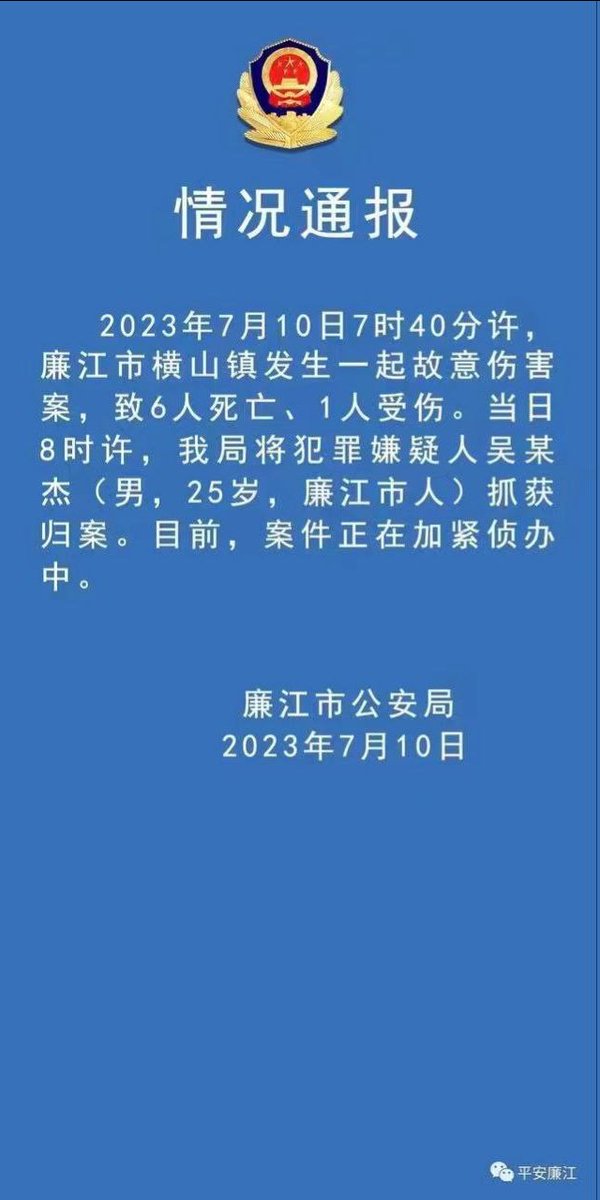 情况通报
2023年7月10日7时40分许，
廉江市横山镇发生一起故意伤害
案，致6人死亡、1人受伤。当日
8时许，我局将犯罪嫌疑人吴某
杰（男，25岁，廉江市人）抓获
归案。目前，案件正在加紧侦办
中。
廉江市公安局
2023年7月10日
平安廉江